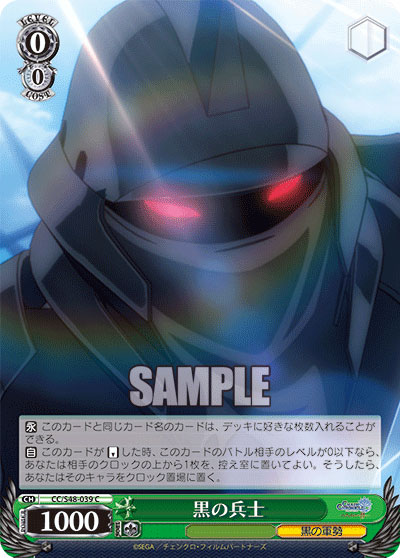 LEVEL
0
0
COST
SAMPLE
永 このカードと同じカード名のカードは、デッキに好きな枚数入れることが
できる。
自 このカードが した時、このカードのバトル相手のレベルが0以下なら、
あなたは相手のクロックの上から1枚を、控え室に置いてよい。そうしたら、
あなたはそのキャラをクロック置場に置く。
CH CC/S48-039 C
1000
黒の兵士
黒の軍勢
©SEGA / チェンクロ・フィルムパートナーズ